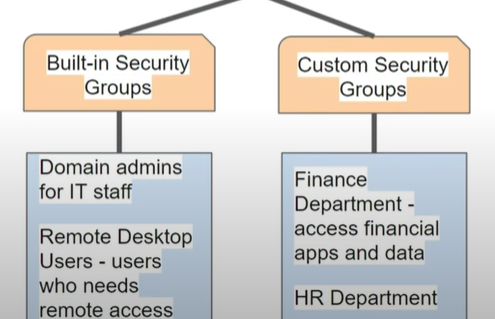 Built-in Security
Groups
Custom Security
Groups
Domain admins
for IT staff
Remote Desktop
Users - users
who needs
remote access
Finance
Department -
access financial
apps and data
HR Department